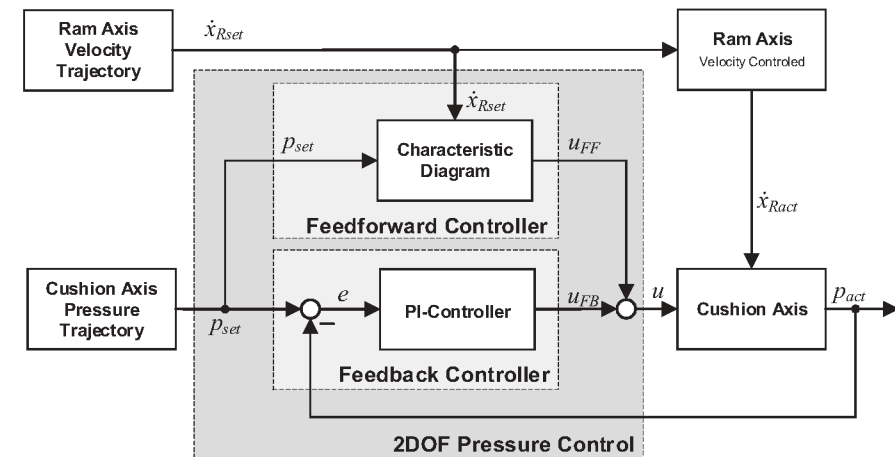 Ram Axis
Velocity
Trajectory
ẋRset
Ram Axis
Velocity Controled
ẋRset
pset
Characteristic
Diagram
uFF
Feedforward Controller
ẋRact
Cushion Axis
Pressure
Trajectory
pset
e
−
PI-Controller
uFB
u
Cushion Axis
pact
Feedback Controller
2DOF Pressure Control